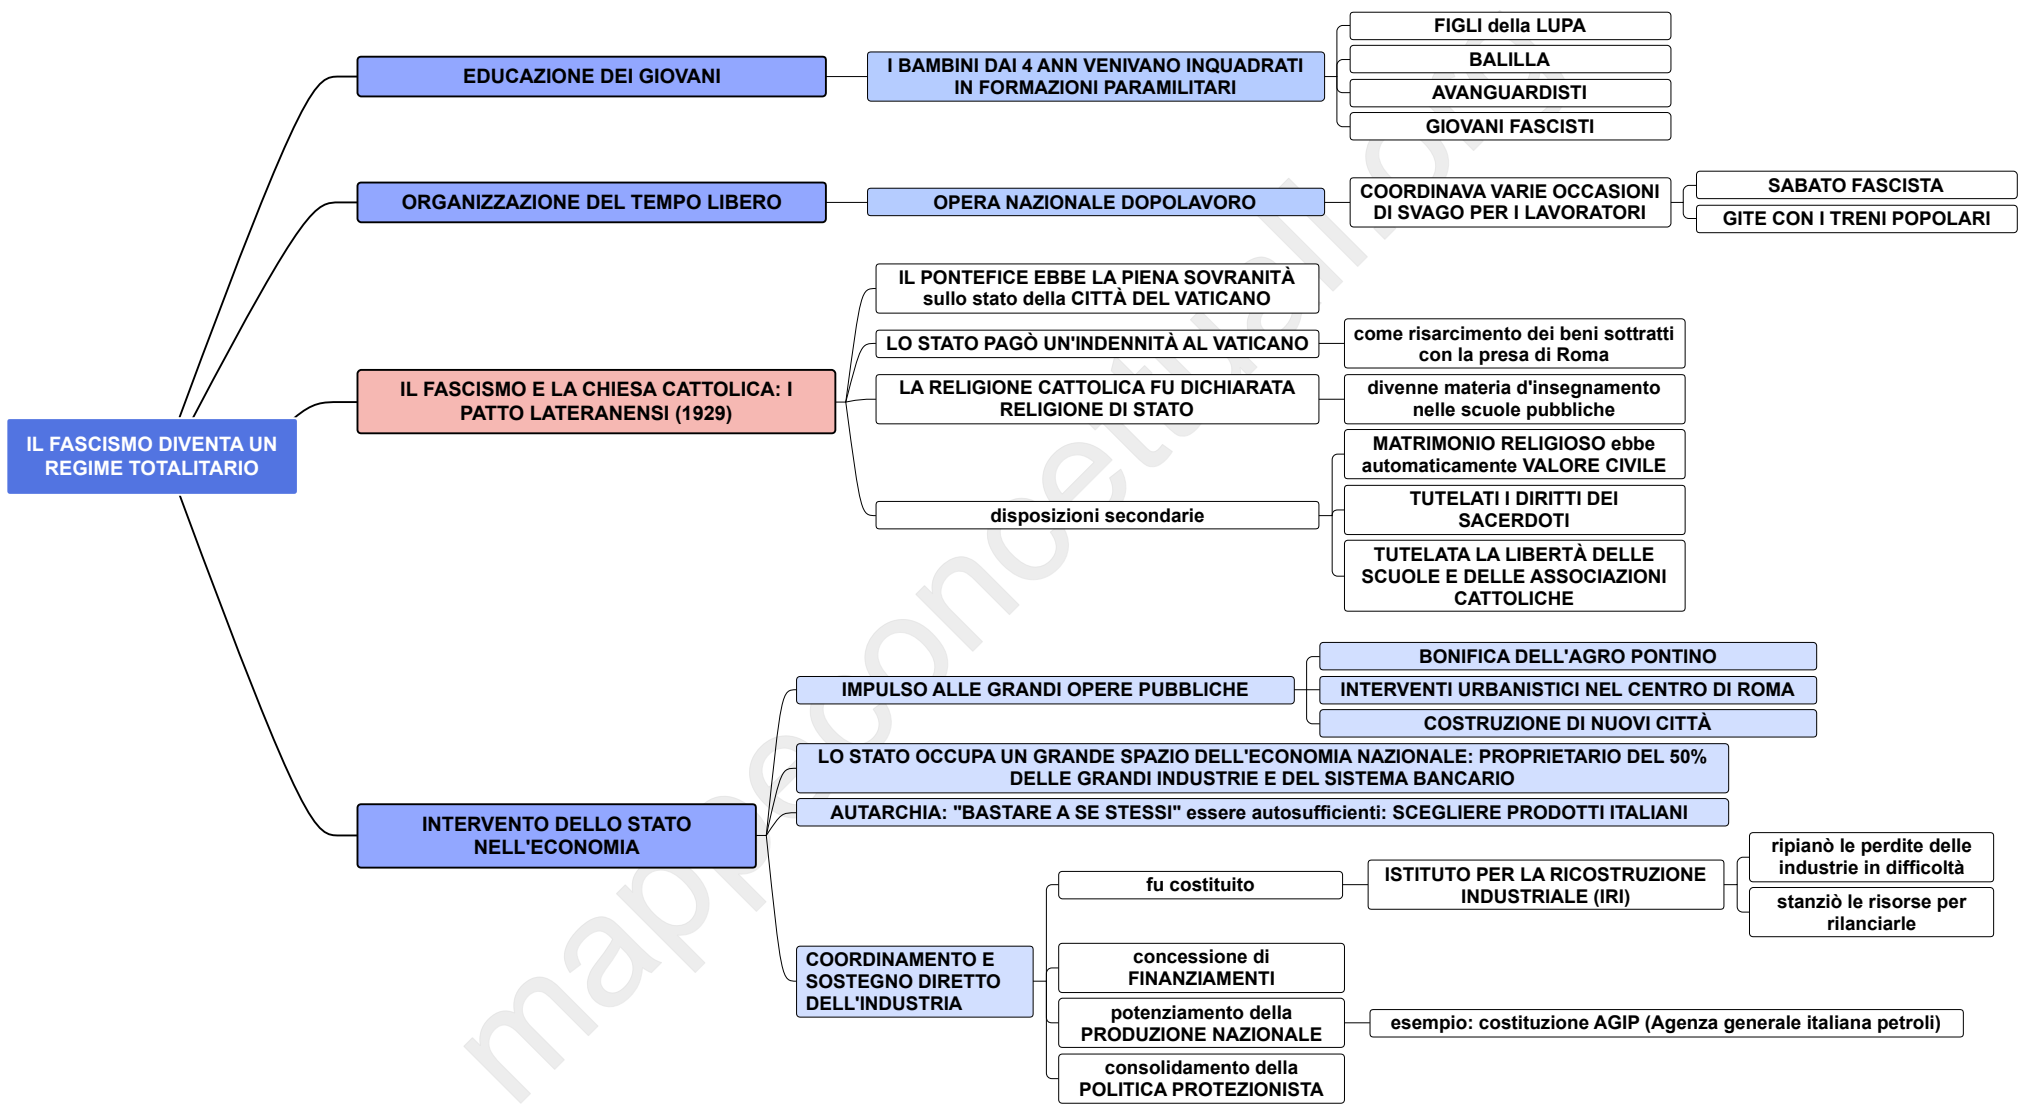 IL FASCISMO DIVENTA UN
REGIME TOTALITARIO
EDUCAZIONE DEI GIOVANI
I BAMBINI DAI 4 ANN VENIVANO INQUADRATI
IN FORMAZIONI PARAMILITARI
FIGLI della LUPA
BALILLA
AVANGUARDISTI
GIOVANI FASCISTI
ORGANIZZAZIONE DEL TEMPO LIBERO
OPERA NAZIONALE DOPOLAVORO
COORDINAVA VARIE OCCASIONI
DI SVAGO PER I LAVORATORI
SABATO FASCISTA
GITE CON I TRENI POPOLARI
IL FASCISMO E LA CHIESA CATTOLICA: I
PATTO LATERANENSI (1929)
IL PONTEFICE EBBE LA PIENA SOVRANITÀ
sullo stato della CITTÀ DEL VATICANO
LO STATO PAGÒ UN'INDENNITÀ AL VATICANO
come risarcimento dei beni sottratti
con la presa di Roma
LA RELIGIONE CATTOLICA FU DICHIARATA
RELIGIONE DI STATO
divenne materia d'insegnamento
nelle scuole pubbliche
disposizioni secondarie
MATRIMONIO RELIGIOSO ebbe
automaticamente VALORE CIVILE
TUTELATI I DIRITTI DEI
SACERDOTI
TUTELATA LA LIBERTÀ DELLE
SCUOLE E DELLE ASSOCIAZIONI
CATTOLICHE
INTERVENTO DELLO STATO
NELL'ECONOMIA
IMPULSO ALLE GRANDI OPERE PUBBLICHE
BONIFICA DELL'AGRO PONTINO
INTERVENTI URBANISTICI NEL CENTRO DI ROMA
COSTRUZIONE DI NUOVI CITTÀ
LO STATO OCCUPA UN GRANDE SPAZIO DELL'ECONOMIA NAZIONALE: PROPRIETARIO DEL 50%
DELLE GRANDI INDUSTRIE E DEL SISTEMA BANCARIO
AUTARCHIA: "BASTARE A SE STESSI" essere autosufficienti: SCEGLIERE PRODOTTI ITALIANI
COORDINAMENTO E
SOSTEGNO DIRETTO
DELL'INDUSTRIA
fu costituito
ISTITUTO PER LA RICOSTRUZIONE
INDUSTRIALE (IRI)
ripianò le perdite delle
industrie in difficoltà
stanziò le risorse per
rilanciarle
concessione di
FINANZIAMENTI
potenziamento della
PRODUZIONE NAZIONALE
esempio: costituzione AGIP (Agenza generale italiana petroli)
consolidamento della
POLITICA PROTEZIONISTA
mappeconcettuali.org